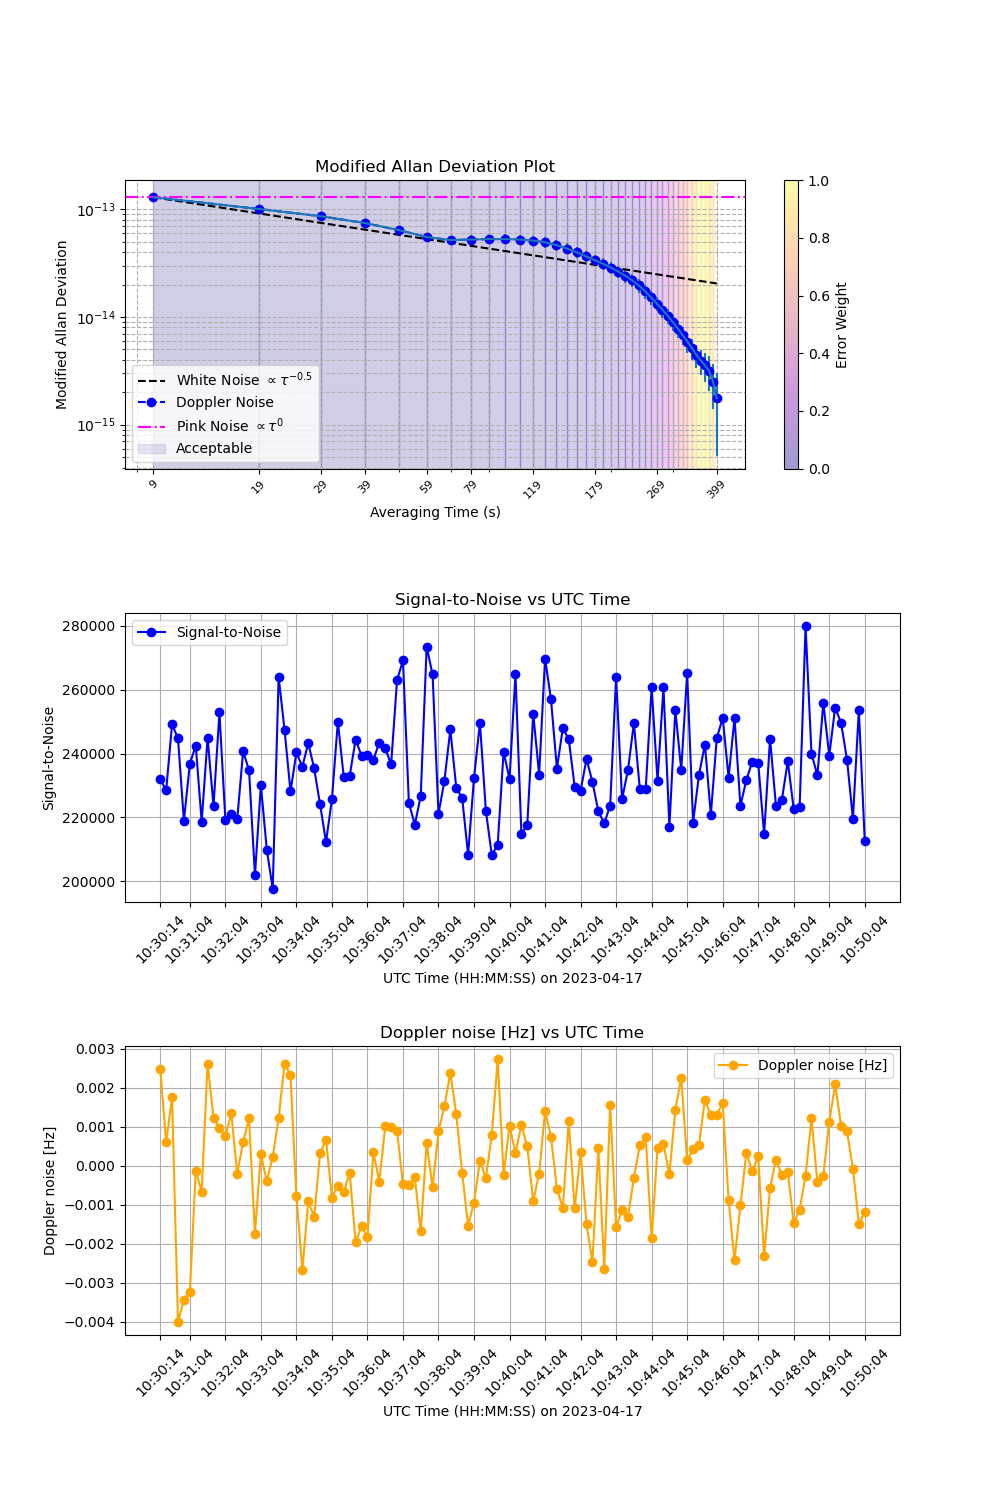 Modified Allan Deviation Plot
Modified Allan Deviation
10⁻¹³
10⁻¹⁴
10⁻¹⁵
White Noise ∝ τ⁻⁰·⁵
Doppler Noise
Pink Noise ∝ τ⁰
Acceptable
9 19 29 39 59 79 119 179 269 399
Averaging Time (s)
1.0
0.8
0.6
0.4
0.2
0.0
Error Weight
Signal-to-Noise vs UTC Time
Signal-to-Noise
280000
260000
240000
220000
200000
Signal-to-Noise
10:30:14 10:31:04 10:32:04 10:33:04 10:34:04 10:35:04 10:36:04 10:37:04 10:38:04 10:39:04 10:40:04 10:41:04 10:42:04 10:43:04 10:44:04 10:45:04 10:46:04 10:47:04 10:48:04 10:49:04 10:50:04
UTC Time (HH:MM:SS) on 2023-04-17
Doppler noise [Hz] vs UTC Time
Doppler noise [Hz]
0.003
0.002
0.001
0.000
−0.001
−0.002
−0.003
−0.004
Doppler noise [Hz]
10:30:14 10:31:04 10:32:04 10:33:04 10:34:04 10:35:04 10:36:04 10:37:04 10:38:04 10:39:04 10:40:04 10:41:04 10:42:04 10:43:04 10:44:04 10:45:04 10:46:04 10:47:04 10:48:04 10:49:04 10:50:04
UTC Time (HH:MM:SS) on 2023-04-17